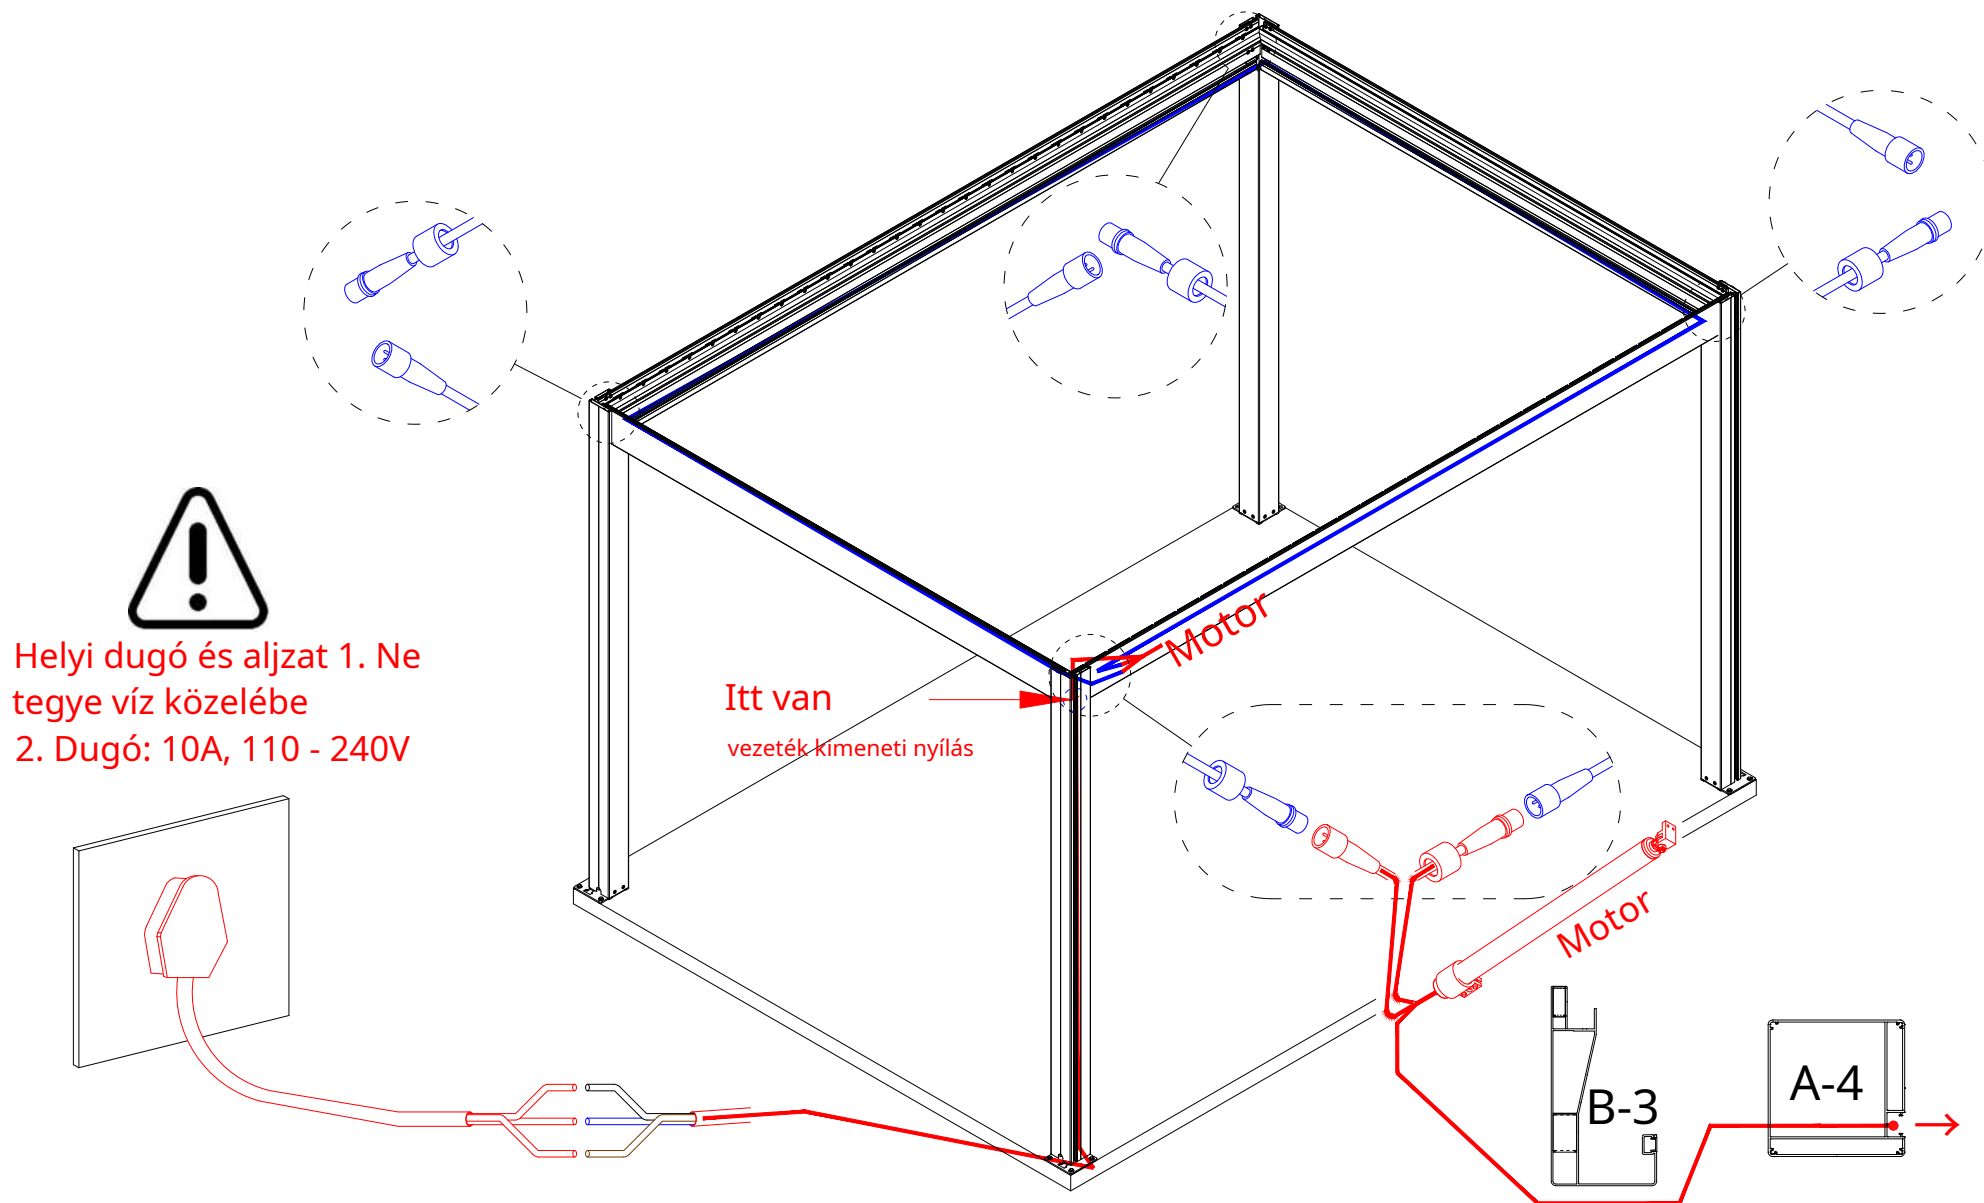 Motor
Helyi dugó és aljzat 1. Ne
tegye víz közelébe
2. Dugó: 10A, 110 - 240V
Itt van
vezeték kimeneti nyílás
Motor
B-3
A-4